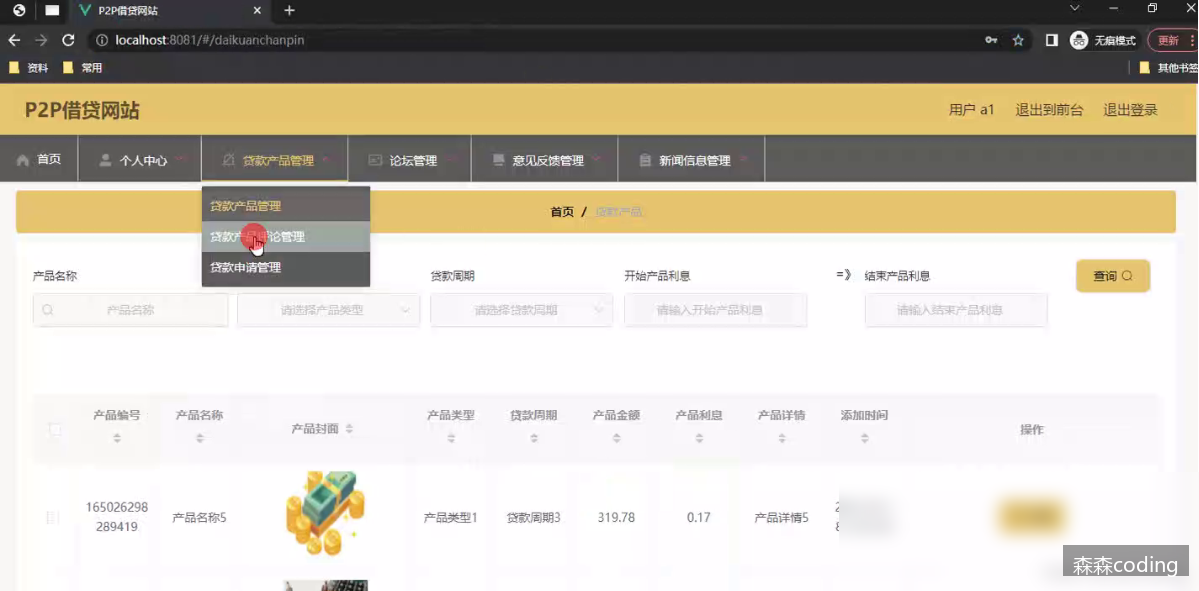 P2P借贷网站
localhost:8081/#/daikuanchanpin
无痕模式
更新
资料
常用
其他书签
P2P借贷网站
用户 a1
退出到前台
退出登录
首页
个人中心
贷款产品管理
论坛管理
意见反馈管理
新闻信息管理
贷款产品管理
贷款产品评论管理
贷款申请管理
首页 / 贷款产品
产品名称
贷款周期
开始产品利息
=》
结束产品利息
查询
产品名称
请选择产品类型
请选择贷款周期
请输入开始产品利息
请输入结束产品利息
产品编号
产品名称
产品封面
产品类型
贷款周期
产品金额
产品利息
产品详情
添加时间
操作
165026298
289419
产品名称5
产品类型1
贷款周期3
319.78
0.17
产品详情5
森森coding